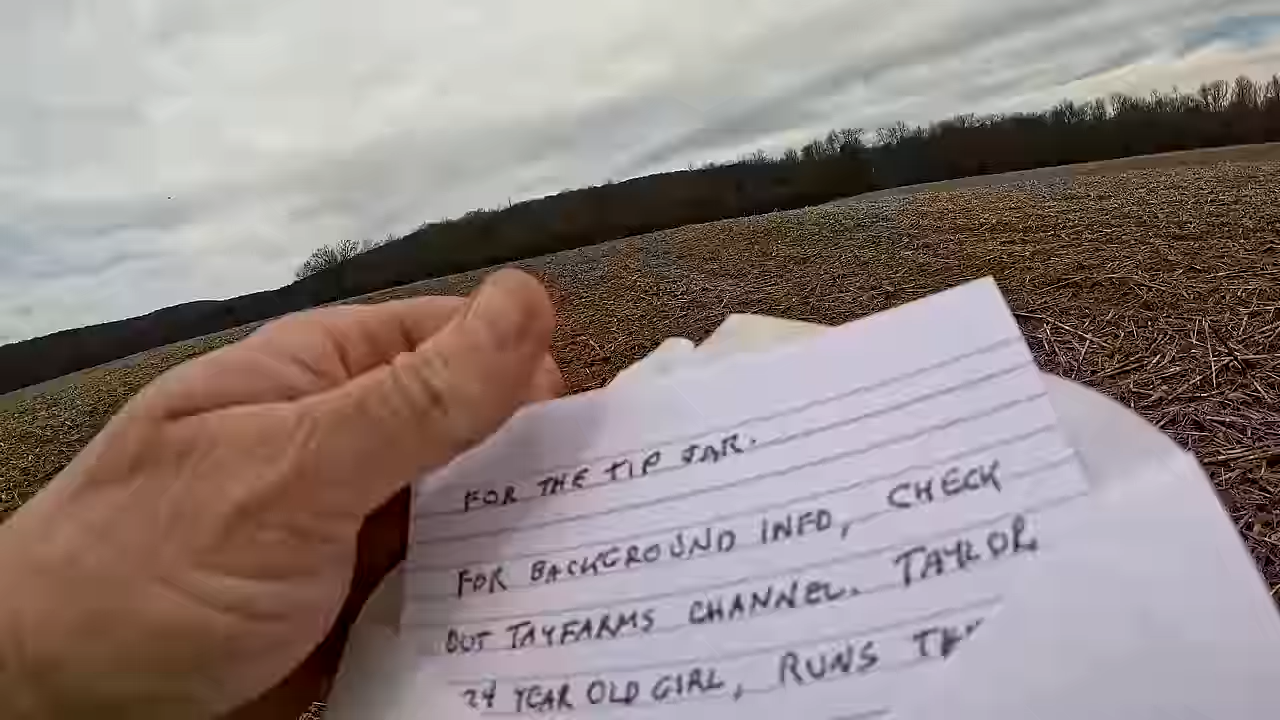 FOR THE TIP JAR.
FOR BACKGROUND INFO, CHECK
OUT TAYFARMS CHANNEL. TAYLOR,
24 YEAR OLD GIRL, RUNS